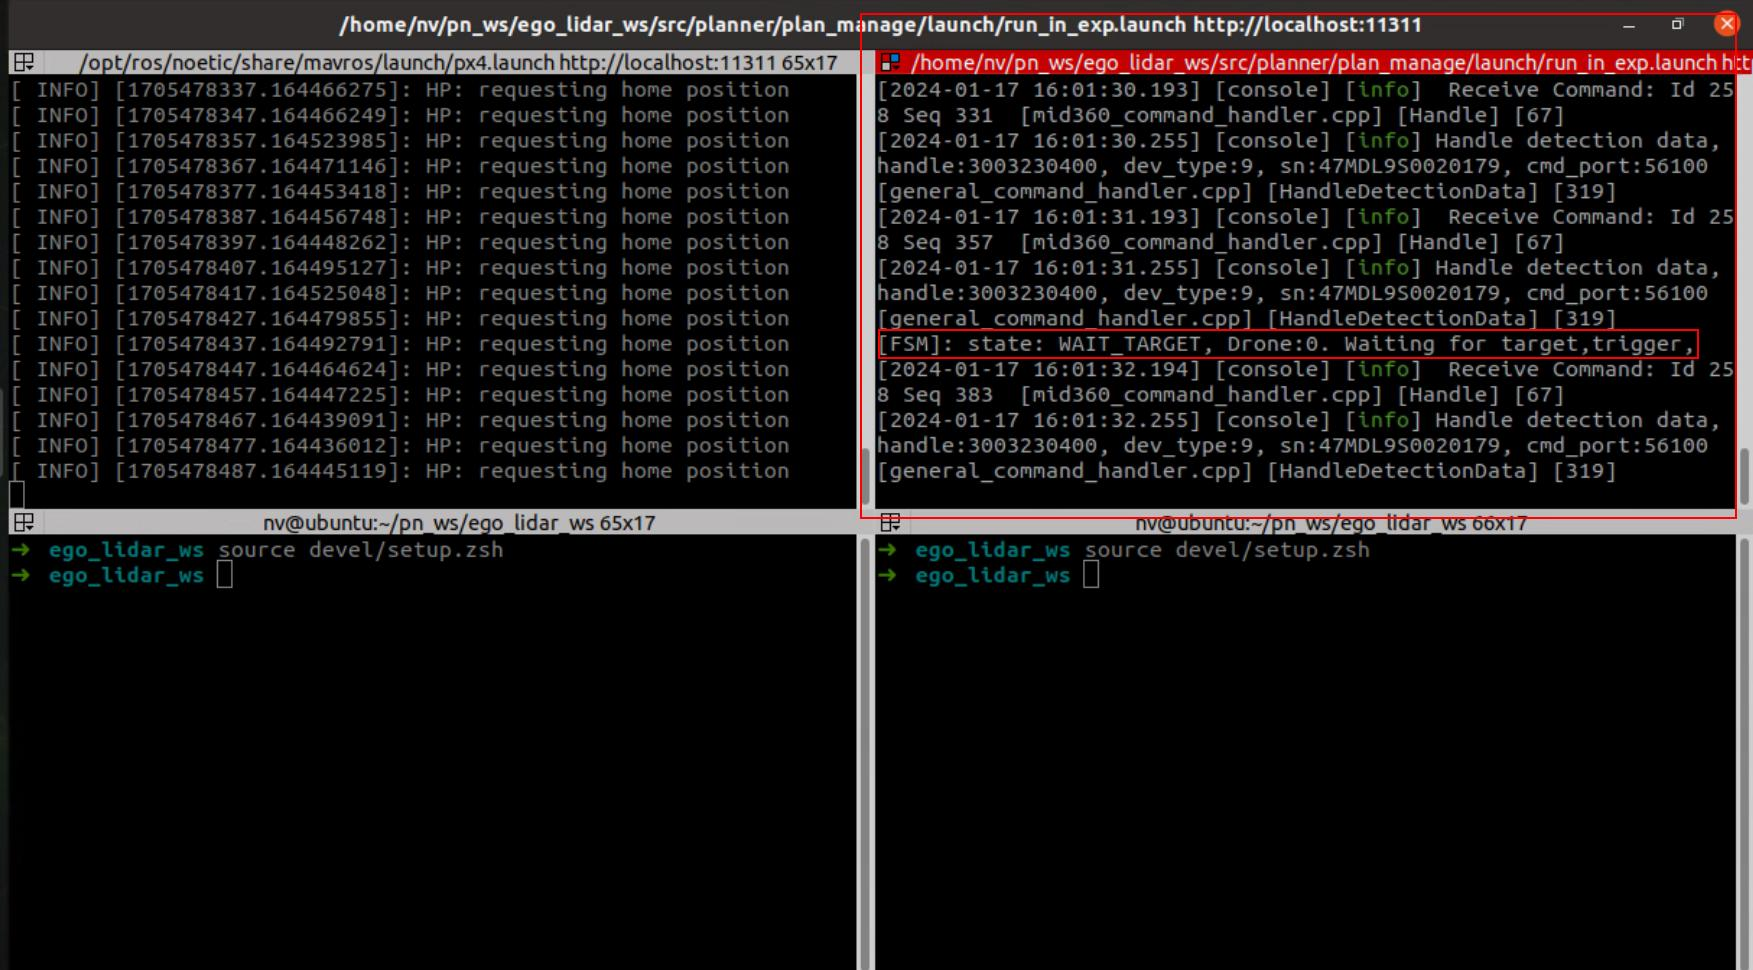 /home/nv/pn_ws/ego_lidar_ws/src/planner/plan_manage/launch/run_in_exp.launch http://localhost:11311
/opt/ros/noetic/share/mavros/launch/px4.launch http://localhost:11311 65x17
[ INFO] [1705478337.164466275]: HP: requesting home position
[ INFO] [1705478347.164466249]: HP: requesting home position
[ INFO] [1705478357.164523985]: HP: requesting home position
[ INFO] [1705478367.164471146]: HP: requesting home position
[ INFO] [1705478377.164453418]: HP: requesting home position
[ INFO] [1705478387.164456748]: HP: requesting home position
[ INFO] [1705478397.164448262]: HP: requesting home position
[ INFO] [1705478407.164495127]: HP: requesting home position
[ INFO] [1705478417.164525048]: HP: requesting home position
[ INFO] [1705478427.164479855]: HP: requesting home position
[ INFO] [1705478437.164492791]: HP: requesting home position
[ INFO] [1705478447.164464624]: HP: requesting home position
[ INFO] [1705478457.164447225]: HP: requesting home position
[ INFO] [1705478467.164439091]: HP: requesting home position
[ INFO] [1705478477.164436012]: HP: requesting home position
[ INFO] [1705478487.164445119]: HP: requesting home position
/home/nv/pn_ws/ego_lidar_ws/src/planner/plan_manage/launch/run_in_exp.launch htt
[2024-01-17 16:01:30.193] [console] [info]  Receive Command: Id 25
8 Seq 331  [mid360_command_handler.cpp] [Handle] [67]
[2024-01-17 16:01:30.255] [console] [info] Handle detection data,
handle:3003230400, dev_type:9, sn:47MDL9S0020179, cmd_port:56100
[general_command_handler.cpp] [HandleDetectionData] [319]
[2024-01-17 16:01:31.193] [console] [info]  Receive Command: Id 25
8 Seq 357  [mid360_command_handler.cpp] [Handle] [67]
[2024-01-17 16:01:31.255] [console] [info] Handle detection data,
handle:3003230400, dev_type:9, sn:47MDL9S0020179, cmd_port:56100
[general_command_handler.cpp] [HandleDetectionData] [319]
[FSM]: state: WAIT_TARGET, Drone:0. Waiting for target,trigger,
[2024-01-17 16:01:32.194] [console] [info]  Receive Command: Id 25
8 Seq 383  [mid360_command_handler.cpp] [Handle] [67]
[2024-01-17 16:01:32.255] [console] [info] Handle detection data,
handle:3003230400, dev_type:9, sn:47MDL9S0020179, cmd_port:56100
[general_command_handler.cpp] [HandleDetectionData] [319]
nv@ubuntu:~/pn_ws/ego_lidar_ws 65x17
→ ego_lidar_ws source devel/setup.zsh
→ ego_lidar_ws
nv@ubuntu:~/pn_ws/ego_lidar_ws 66x17
→ ego_lidar_ws source devel/setup.zsh
→ ego_lidar_ws